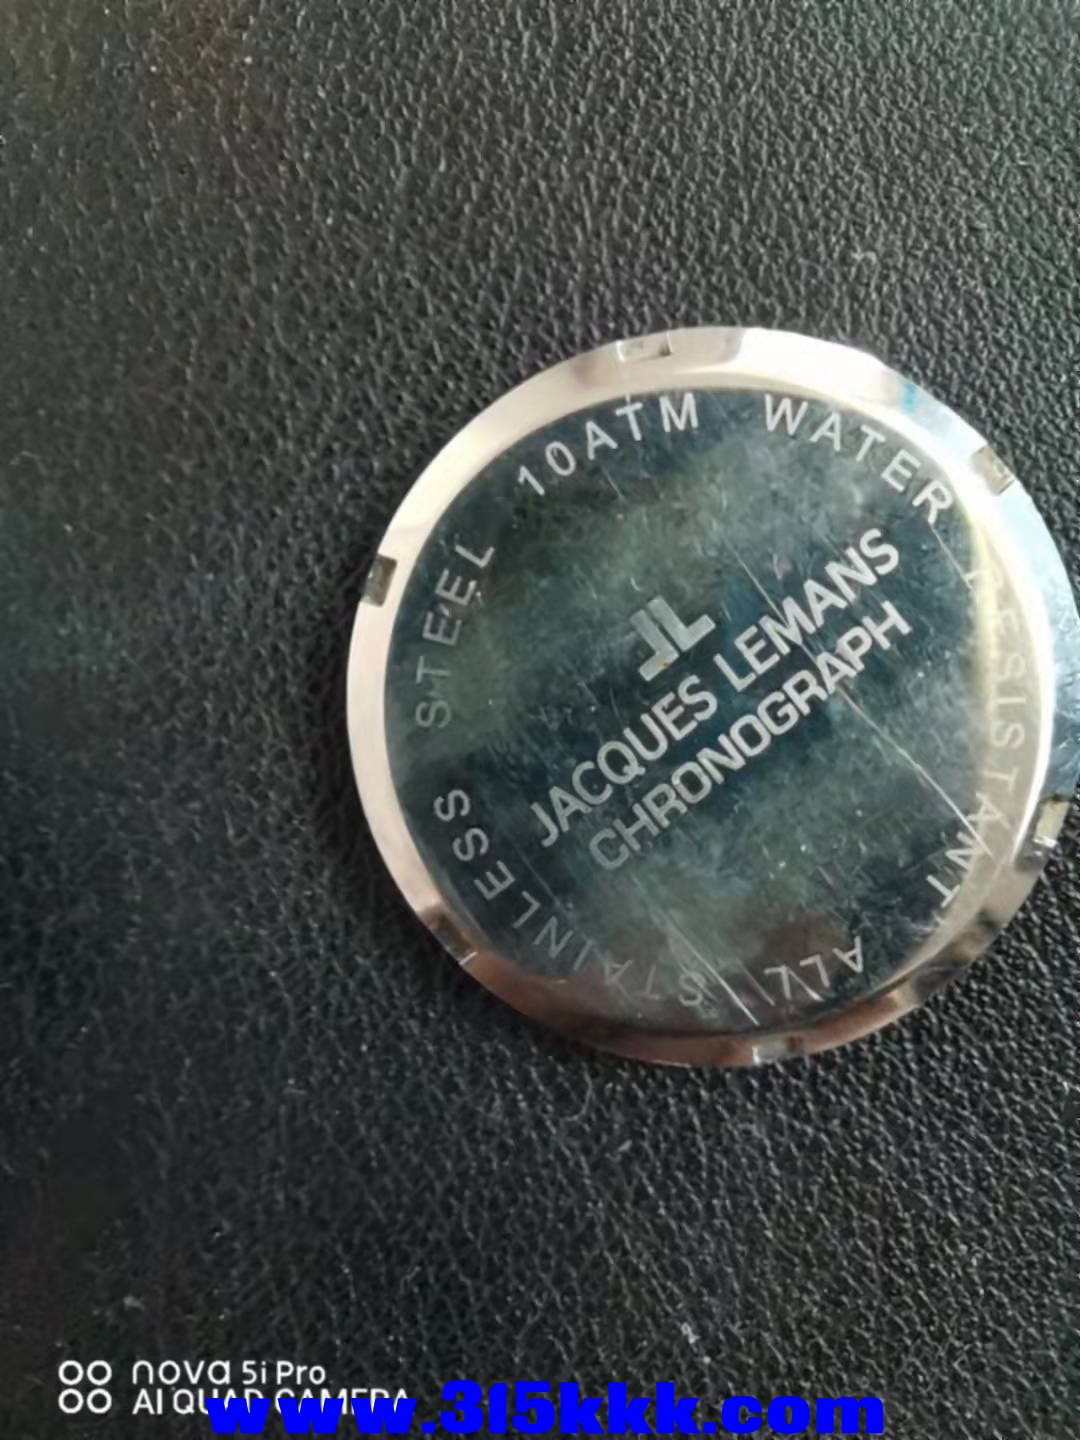 JL
JACQUES LEMANS
CHRONOGRAPH
ALL STAINLESS STEEL 10ATM WATER RESISTANT
nova 5i Pro
AI QUAD CAMERA
www.315kkk.com